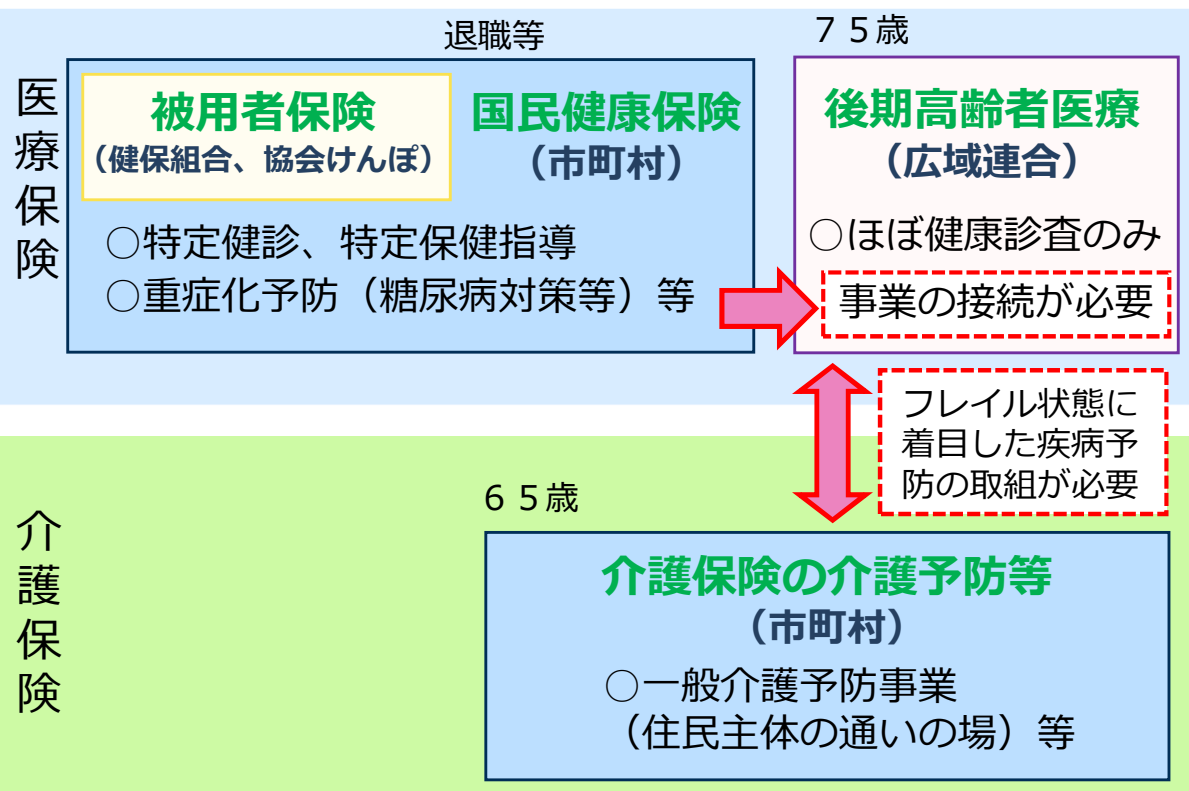 退職等
７５歳
医療保険
被用者保険
（健保組合、協会けんぽ）
国民健康保険
（市町村）
○特定健診、特定保健指導
○重症化予防（糖尿病対策等）等
後期高齢者医療
（広域連合）
○ほぼ健康診査のみ
事業の接続が必要
フレイル状態に
着目した疾病予
防の取組が必要
介護保険
６５歳
介護保険の介護予防等
（市町村）
○一般介護予防事業
（住民主体の通いの場）等